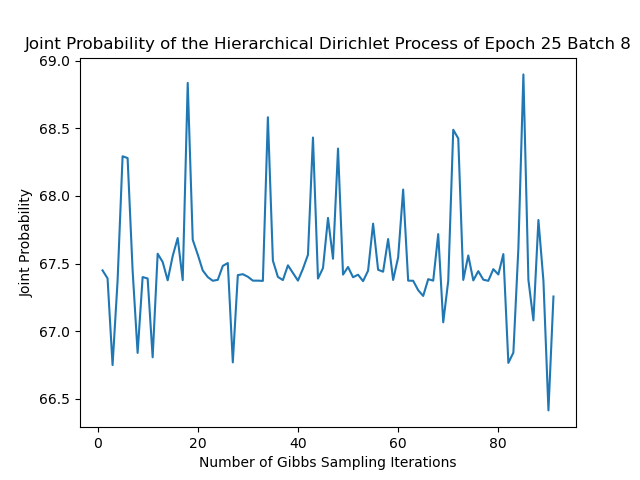 Joint Probability of the Hierarchical Dirichlet Process of Epoch 25 Batch 8
69.0
68.5
68.0
67.5
67.0
66.5
Joint Probability
0 20 40 60 80
Number of Gibbs Sampling Iterations